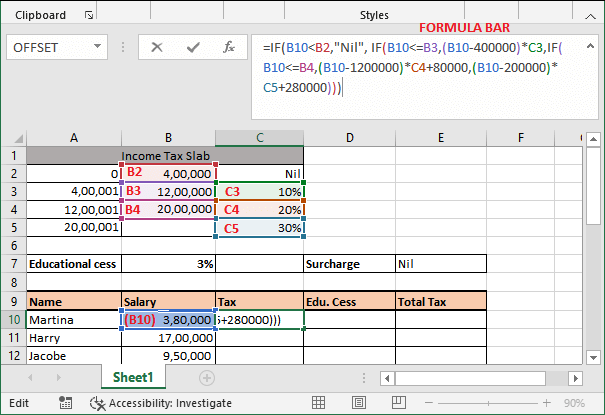 Clipboard Styles
FORMULA BAR
OFFSET fx =IF(B10<B2,"Nil", IF(B10<=B3,(B10-400000)*C3,IF(
B10<=B4,(B10-1200000)*C4+80000,(B10-200000)*
C5+280000)))
A B C D E F
1 Income Tax Slab
2 0 B2 4,00,000 Nil
3 4,00,001 B3 12,00,000 C3 10%
4 12,00,001 B4 20,00,000 C4 20%
5 20,00,001 C5 30%
6
7 Educational cess 3% Surcharge Nil
8
9 Name Salary Tax Edu. Cess Total Tax
10 Martina (B10) 3,80,000 5+280000)))
11 Harry 17,00,000
12 Jacobe 9,50,000
Sheet1
Edit Accessibility: Investigate 90%